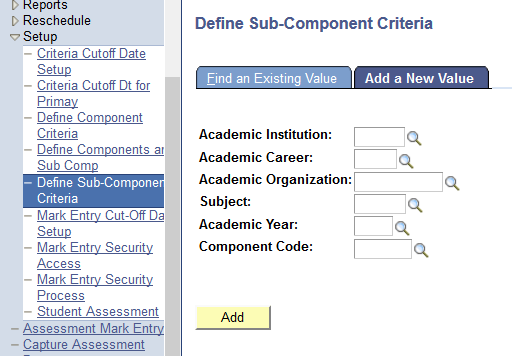 Reports
Reschedule
Setup
Criteria Cutoff Date
Setup
Criteria Cutoff Dt for
Primay
Define Component
Criteria
Define Components ar
Sub Comp
Define Sub-Componer
Criteria
Mark Entry Cut-Off Da
Setup
Mark Entry Security
Access
Mark Entry Security
Process
Student Assessment
Assessment Mark Entry
Capture Assessment
Define Sub-Component Criteria
Find an Existing Value
Add a New Value
Academic Institution:
Academic Career:
Academic Organization:
Subject:
Academic Year:
Component Code:
Add